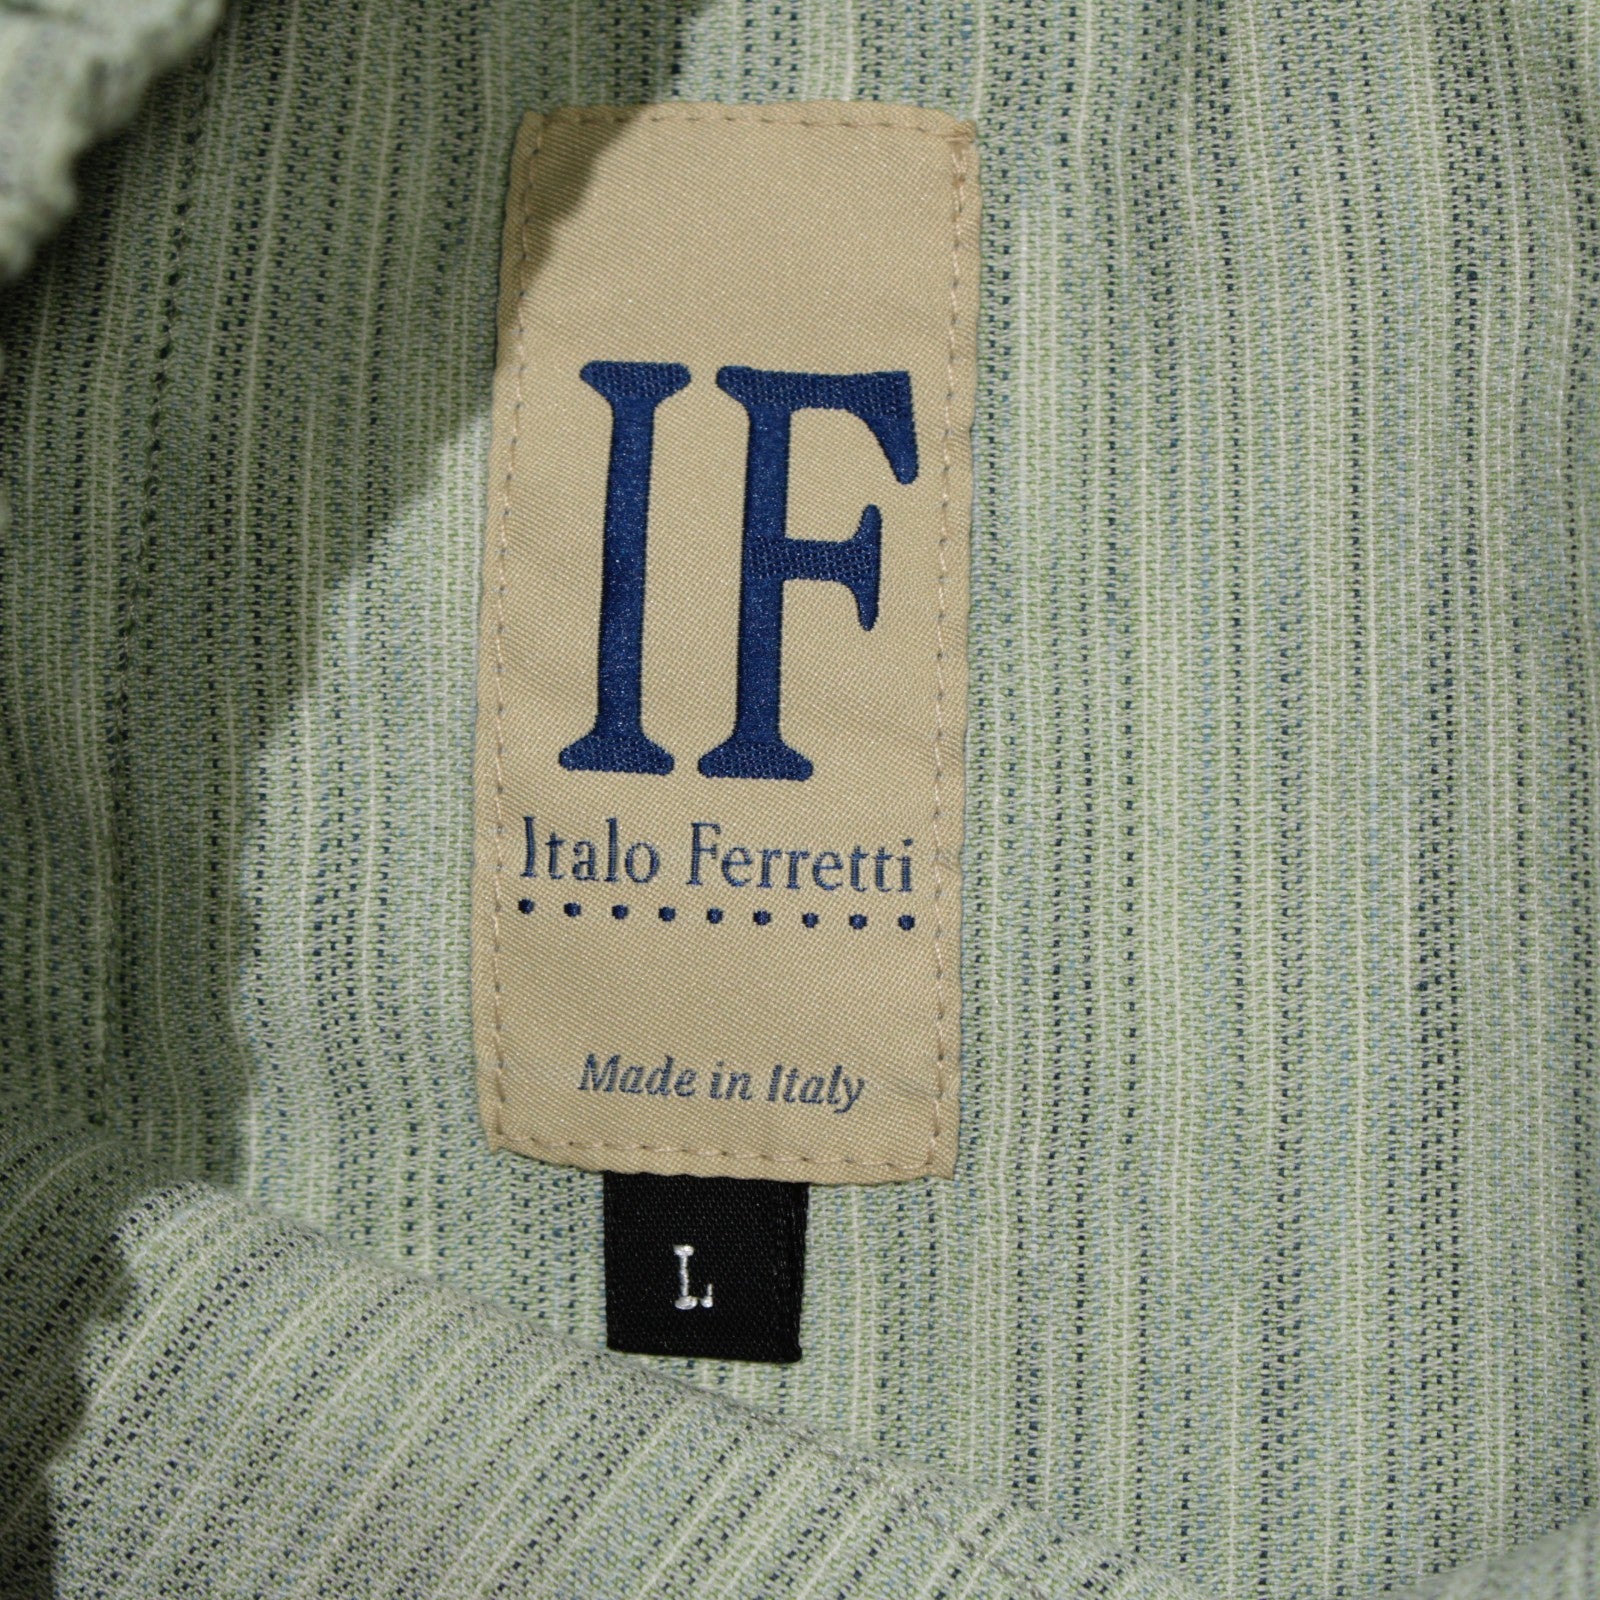 IF
Italo Ferretti
Made in Italy
L